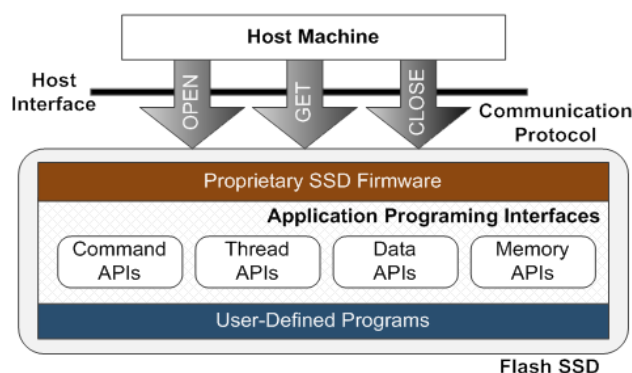 Host Machine
Host
Interface
OPEN
GET
CLOSE
Communication
Protocol
Proprietary SSD Firmware
Application Programing Interfaces
Command
APIs
Thread
APIs
Data
APIs
Memory
APIs
User-Defined Programs
Flash SSD